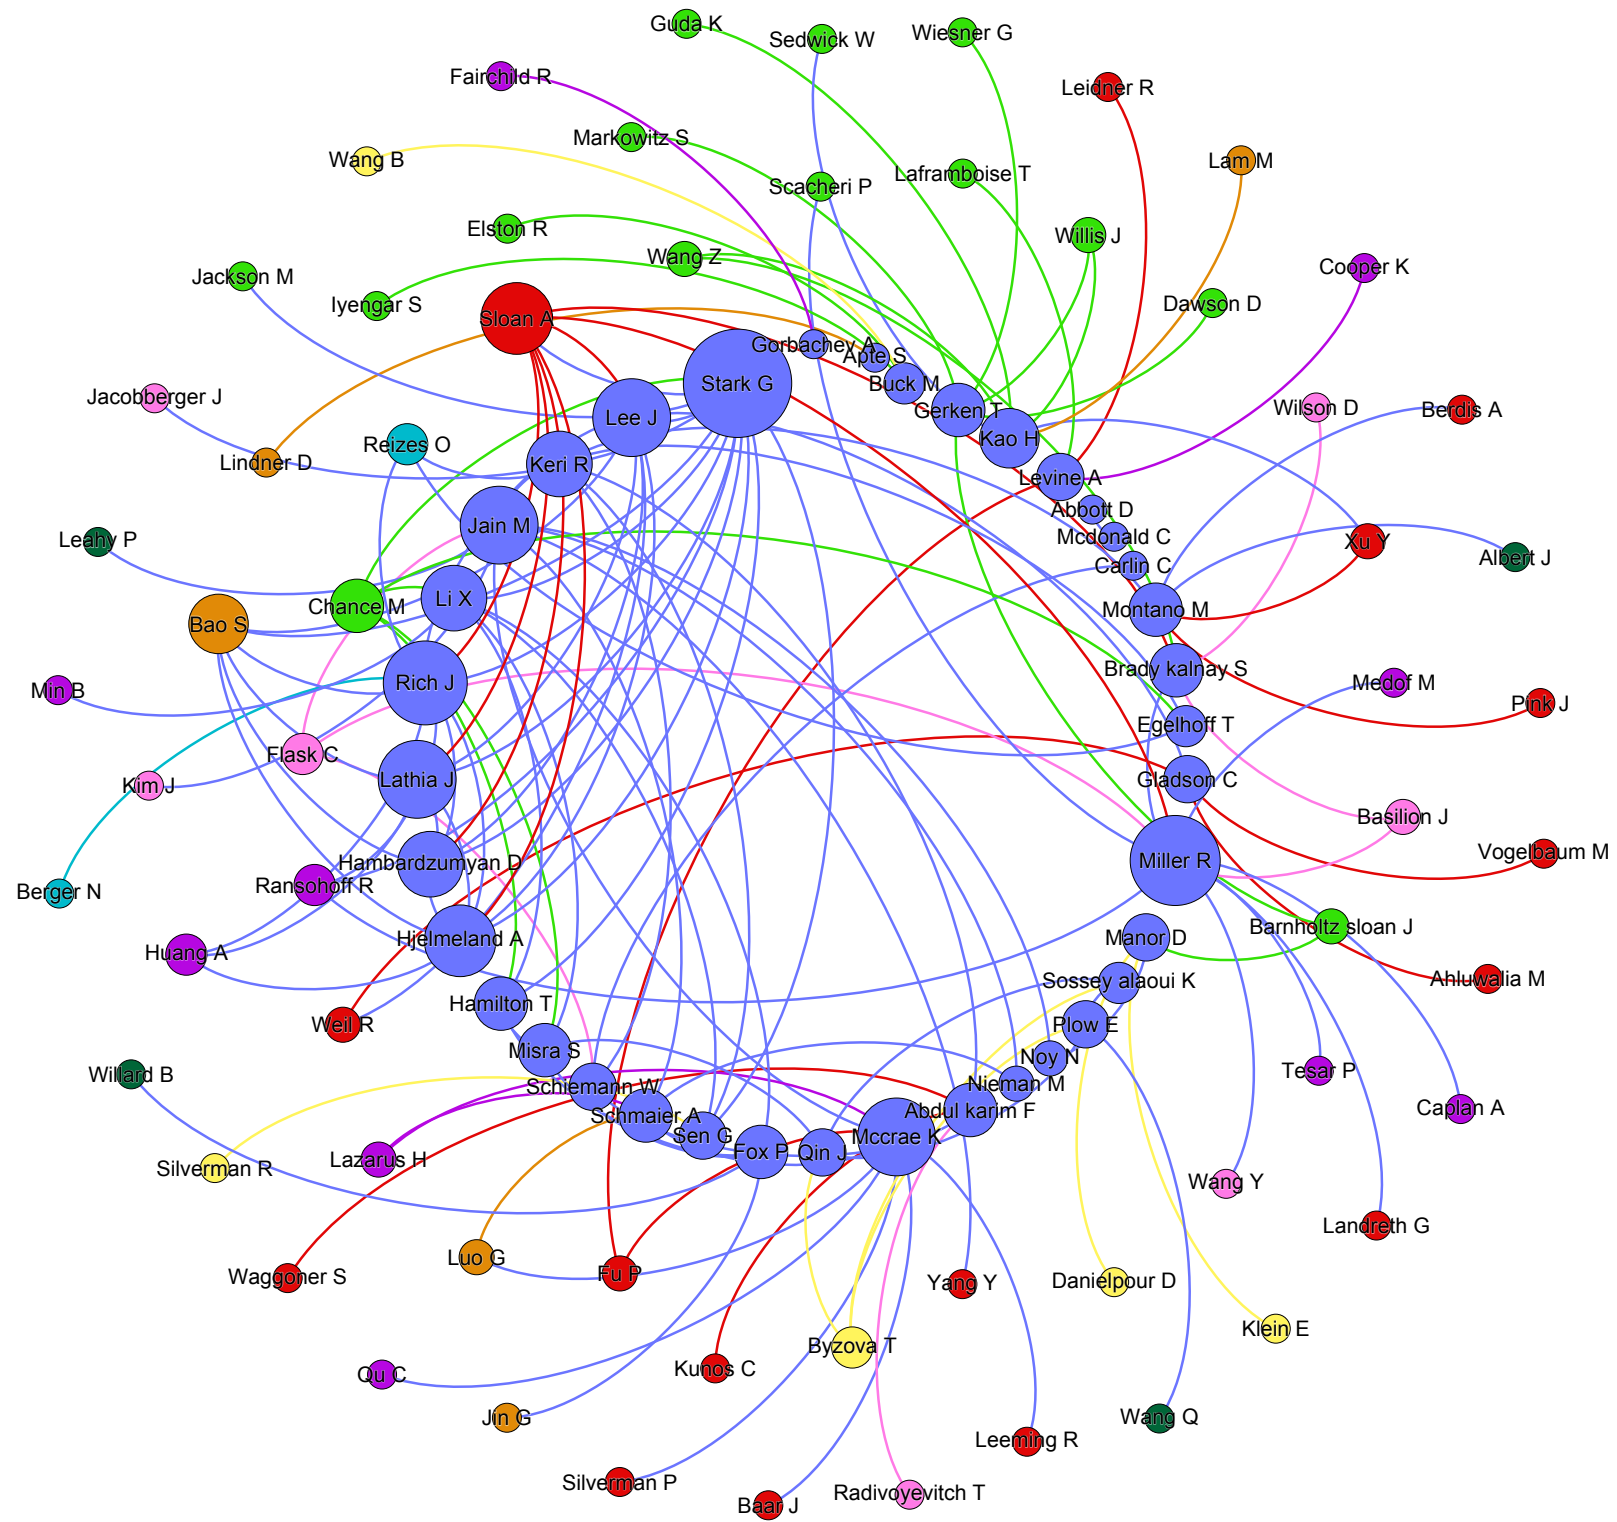 Guda K
Sedwick W
Wiesner G
Fairchild R
Leidner R
Markowitz S
Wang B
Lam M
Scacheri P
Laframboise T
Elston R
Willis J
Wang Z
Cooper K
Jackson M
Iyengar S
Dawson D
Sloan A
Gorbachev A
Apte S
Stark G
Buck M
Jacobberger J
Wilson D
Berdis A
Lee J
Gerken T
Reizes O
Kao H
Lindner D
Keri R
Levine A
Abbott D
Jain M
Mcdonald C
Leahy P
Xu Y
Albert J
Carlin C
Li X
Chance M
Montano M
Bao S
Brady kalnay S
Rich J
Medof M
Min B
Pink J
Egelhoff T
Flask C
Lathia J
Gladson C
Kim J
Basilion J
Vogelbaum M
Miller R
Hambardzumyan D
Ransohoff R
Berger N
Barnholtz sloan J
Hjelmeland A
Manor D
Huang A
Sossey alaoui K
Ahluwalia M
Hamilton T
Weil R
Plow E
Misra S
Noy N
Willard B
Tesar P
Schiemann W
Nieman M
Abdul karim F
Caplan A
Schmaier A
Sen G
Mccrae K
Fox P
Qin J
Lazarus H
Silverman R
Wang Y
Landreth G
Luo G
Waggoner S
Fu P
Yang Y
Danielpour D
Klein E
Byzova T
Kunos C
Qu C
Jin G
Wang Q
Leeming R
Silverman P
Radivoyevitch T
Baar J